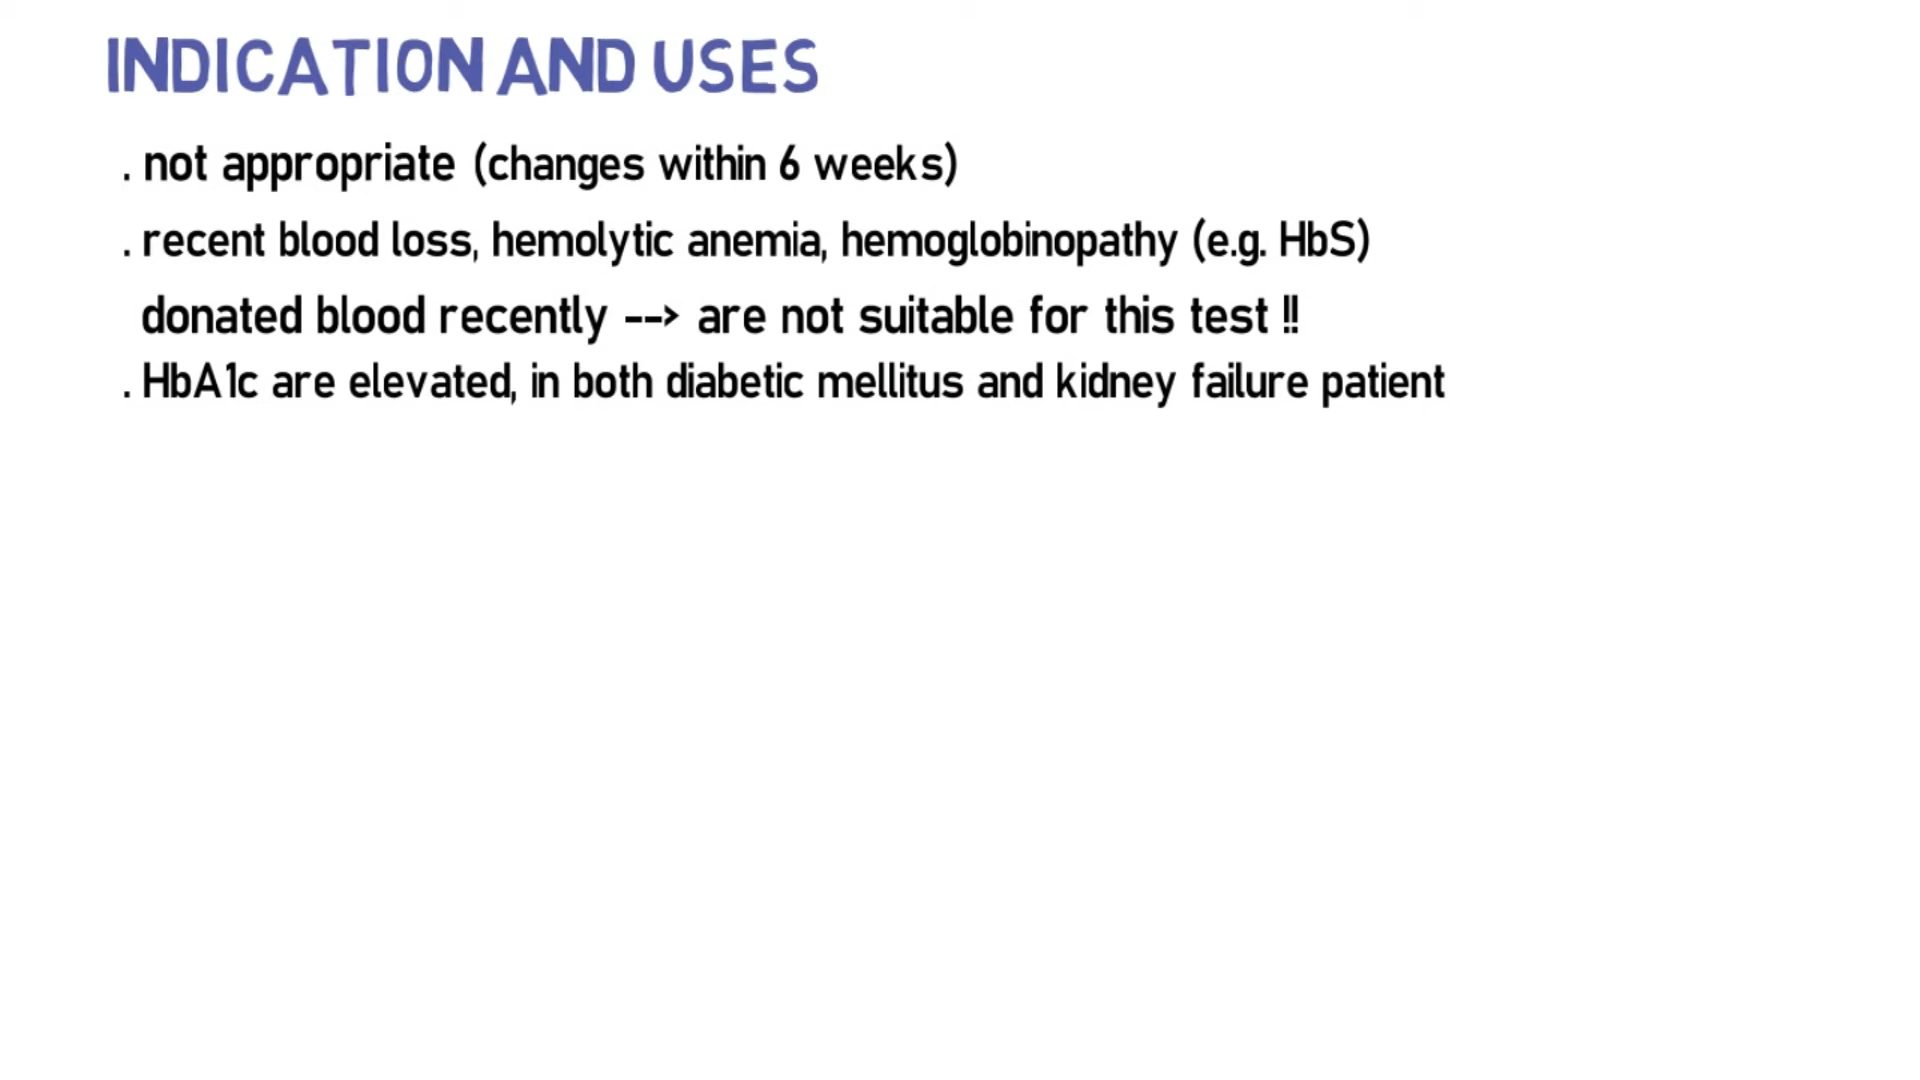 INDICATION AND USES
. not appropriate (changes within 6 weeks)
. recent blood loss, hemolytic anemia, hemoglobinopathy (e.g. HbS)
donated blood recently --> are not suitable for this test !!
. HbA1c are elevated, in both diabetic mellitus and kidney failure patient